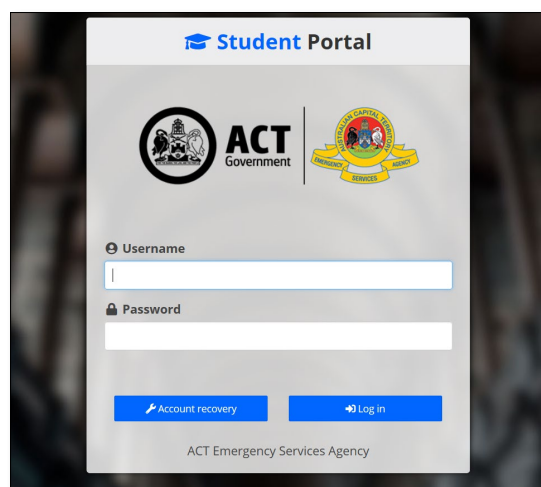 Student Portal
ACT
Government
AUSTRALIAN CAPITAL TERRITORY
EMERGENCY
SERVICES
AGENCY
Username
Password
Account recovery
Log in
ACT Emergency Services Agency